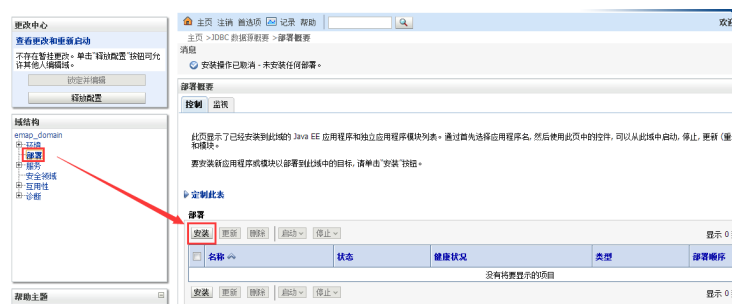 更改中心
查看更改和重新启动
不存在暂挂更改。单击"释放配置"按钮可允
许其他人编辑域。
锁定并编辑
释放配置
域结构
emap_domain
环境
部署
服务
安全领域
互用性
诊断
帮助主题
主页 注销 首选项 记录 帮助
欢
主页 >JDBC 数据源概要 >部署概要
消息
安装操作已取消 - 未安装任何部署。
部署概要
控制 监视
此页显示了已经安装到此域的 Java EE 应用程序和独立应用程序模块列表。通过首先选择应用程序名, 然后使用此页中的控件, 可以从此域中启动, 停止, 更新 (重
和模块。
要安装新应用程序或模块以部署到此域中的目标, 请单击"安装"按钮。
定制此表
部署
安装 更新 删除 启动 停止 显示 0
名称 状态 健康状况 类型 部署顺序
没有将要显示的项目
安装 更新 删除 启动 停止 显示 0